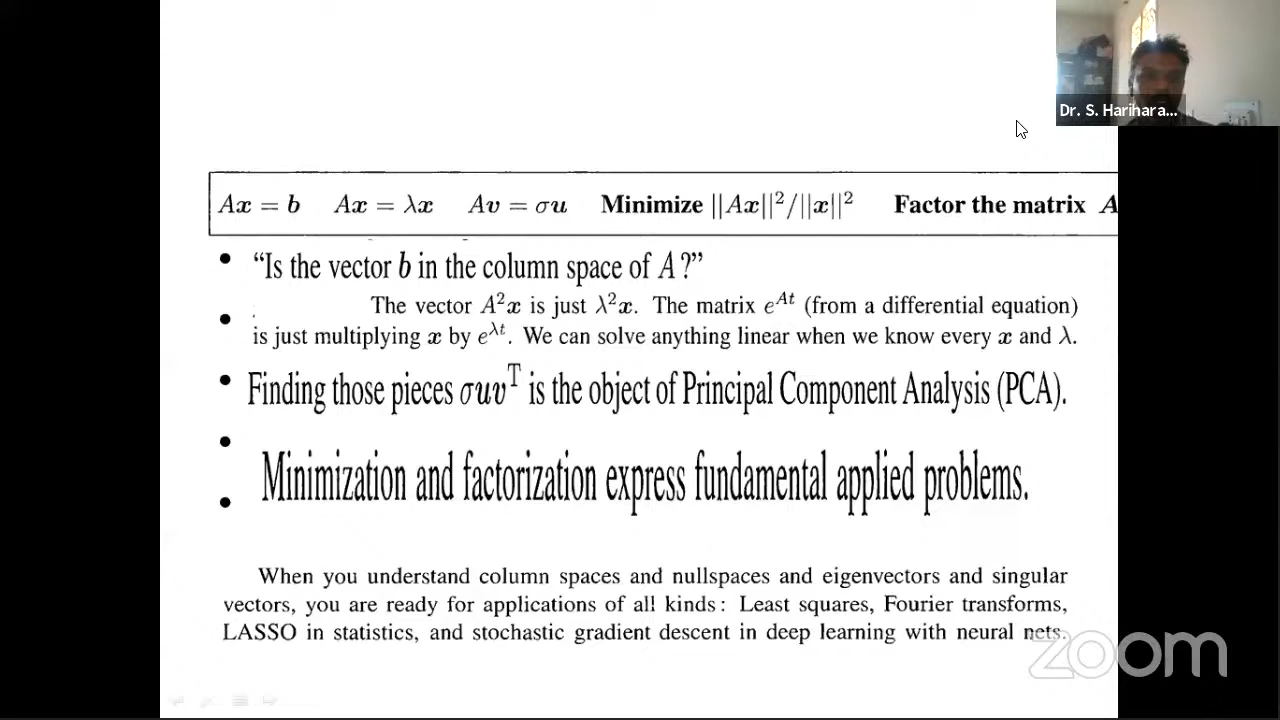 Dr. S. Harihara...
Ax = b Ax = λx Av = σu Minimize ||Ax||²/||x||² Factor the matrix A
• “Is the vector b in the column space of A?”
• The vector A²x is just λ²x. The matrix e^{At} (from a differential equation)
is just multiplying x by e^{λt}. We can solve anything linear when we know every x and λ.
• Finding those pieces σuvᵀ is the object of Principal Component Analysis (PCA).
•
• Minimization and factorization express fundamental applied problems.
When you understand column spaces and nullspaces and eigenvectors and singular
vectors, you are ready for applications of all kinds: Least squares, Fourier transforms,
LASSO in statistics, and stochastic gradient descent in deep learning with neural nets.
zoom